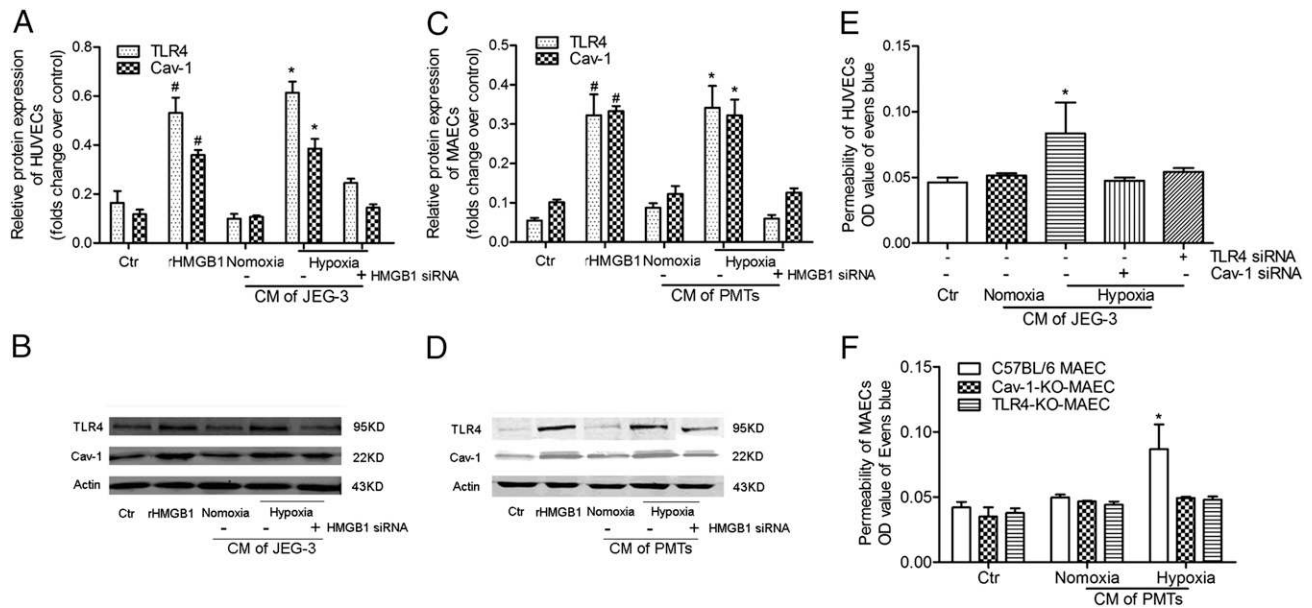 A
Relative protein expression
of HUVECs
(folds change over control)
0.8
0.6
0.4
0.2
0.0
TLR4
Cav-1
#
#
*
*
Ctr
rHMGB1
Nomoxia
Hypoxia
-
-
+ HMGB1 siRNA
CM of JEG-3
C
Relative protein expression
of MAECs
(folds change over control)
0.5
0.4
0.3
0.2
0.1
0.0
TLR4
Cav-1
#
#
*
*
Ctr
rHMGB1
Nomoxia
Hypoxia
-
-
+ HMGB1 siRNA
CM of PMTs
E
Permeability of HUVECs
OD value of evens blue
0.15
0.10
0.05
0.00
*
- - - - + TLR4 siRNA
- - - + - Cav-1 siRNA
Ctr
Nomoxia
Hypoxia
CM of JEG-3
B
TLR4
95KD
Cav-1
22KD
Actin
43KD
Ctr
rHMGB1
Nomoxia
Hypoxia
-
-
+ HMGB1 siRNA
CM of JEG-3
D
TLR4
95KD
Cav-1
22KD
Actin
43KD
Ctr
rHMGB1
Nomoxia
Hypoxia
-
-
+ HMGB1 siRNA
CM of PMTs
F
Permeability of MAECs
OD value of Evens blue
0.15
0.10
0.05
0.00
C57BL/6 MAEC
Cav-1-KO-MAEC
TLR4-KO-MAEC
*
Ctr
Nomoxia
Hypoxia
CM of PMTs